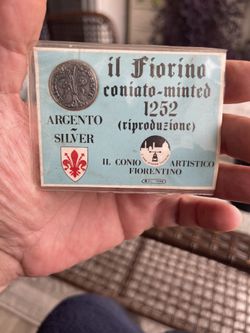 il Fiorino
coniato-minted
1252
(riproduzione)
ARGENTO
~
SILVER
IL CONIO ARTISTICO
FIORENTINO